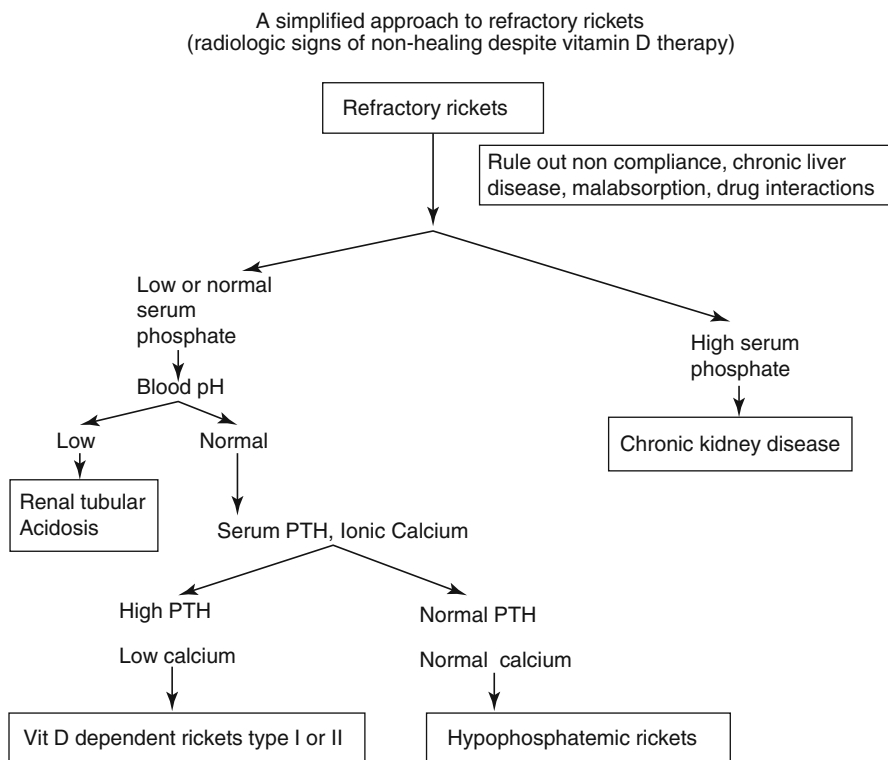 A simplified approach to refractory rickets
(radiologic signs of non-healing despite vitamin D therapy)
Refractory rickets
Rule out non compliance, chronic liver
disease, malabsorption, drug interactions
Low or normal
serum
phosphate
High serum
phosphate
Blood pH
Low
Normal
Chronic kidney disease
Renal tubular
Acidosis
Serum PTH, Ionic Calcium
High PTH
Normal PTH
Low calcium
Normal calcium
Vit D dependent rickets type I or II
Hypophosphatemic rickets